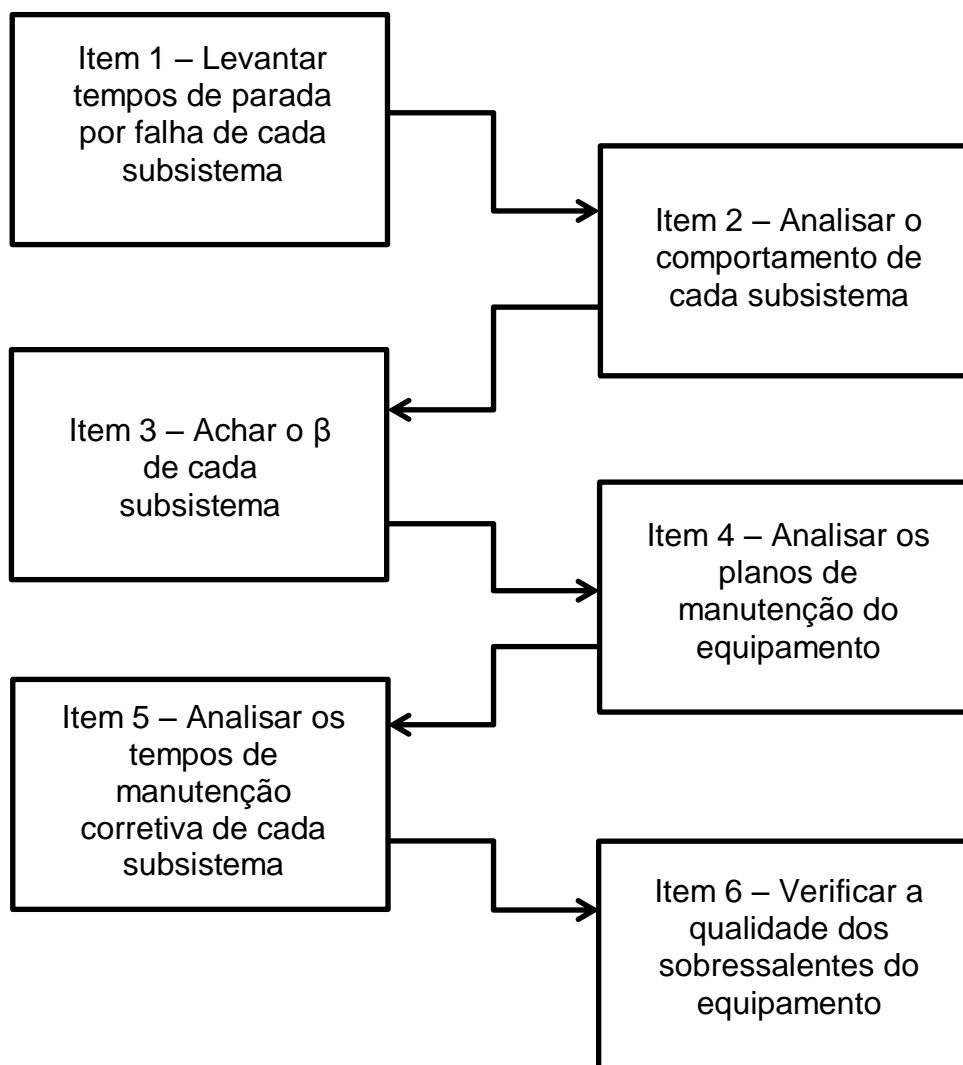 Item 1 – Levantar
tempos de parada
por falha de cada
subsistema
Item 2 – Analisar o
comportamento de
cada subsistema
Item 3 – Achar o β
de cada
subsistema
Item 4 – Analisar os
planos de
manutenção do
equipamento
Item 5 – Analisar os
tempos de
manutenção
corretiva de cada
subsistema
Item 6 – Verificar a
qualidade dos
sobressalentes do
equipamento